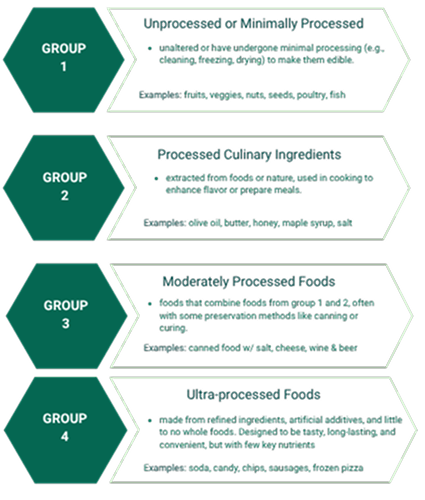 GROUP
1
Unprocessed or Minimally Processed
• unaltered or have undergone minimal processing (e.g.,
cleaning, freezing, drying) to make them edible.
Examples: fruits, veggies, nuts, seeds, poultry, fish
GROUP
2
Processed Culinary Ingredients
• extracted from foods or nature, used in cooking to
enhance flavor or prepare meals.
Examples: olive oil, butter, honey, maple syrup, salt
GROUP
3
Moderately Processed Foods
• foods that combine foods from group 1 and 2, often
with some preservation methods like canning or
curing.
Examples: canned food w/ salt, cheese, wine & beer
GROUP
4
Ultra-processed Foods
• made from refined ingredients, artificial additives, and little
to no whole foods. Designed to be tasty, long-lasting, and
convenient, but with few key nutrients
Examples: soda, candy, chips, sausages, frozen pizza